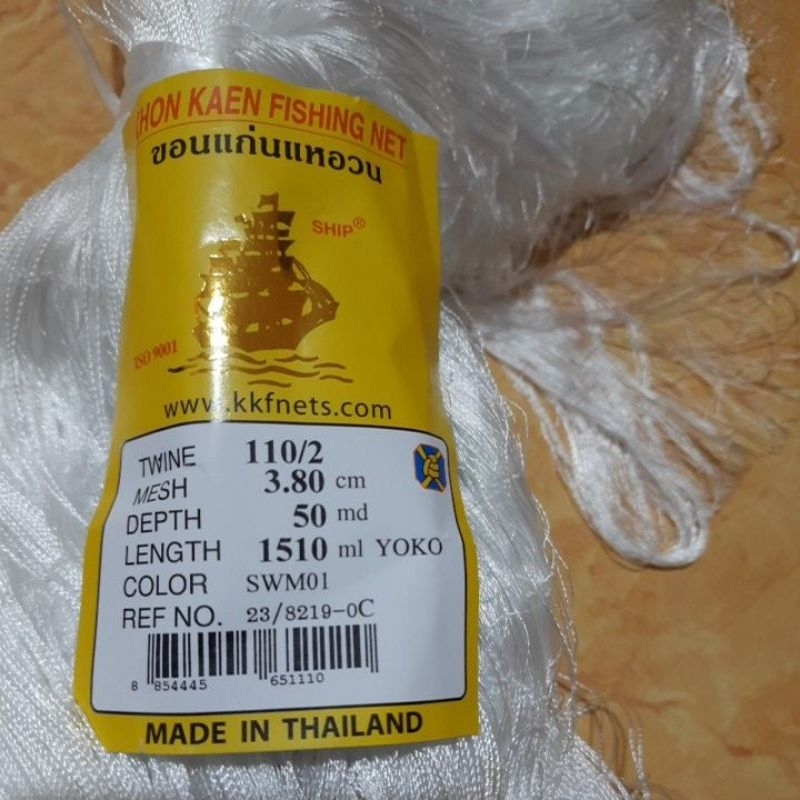 KHON KAEN FISHING NET
ขอนแก่นแหอวน
SHIP®
ISO 9001
www.kkfnets.com
TWINE 110/2
MESH 3.80 cm
DEPTH 50 md
LENGTH 1510 ml YOKO
COLOR SWM01
REF NO. 23/8219-0C
8 854445 651110
MADE IN THAILAND